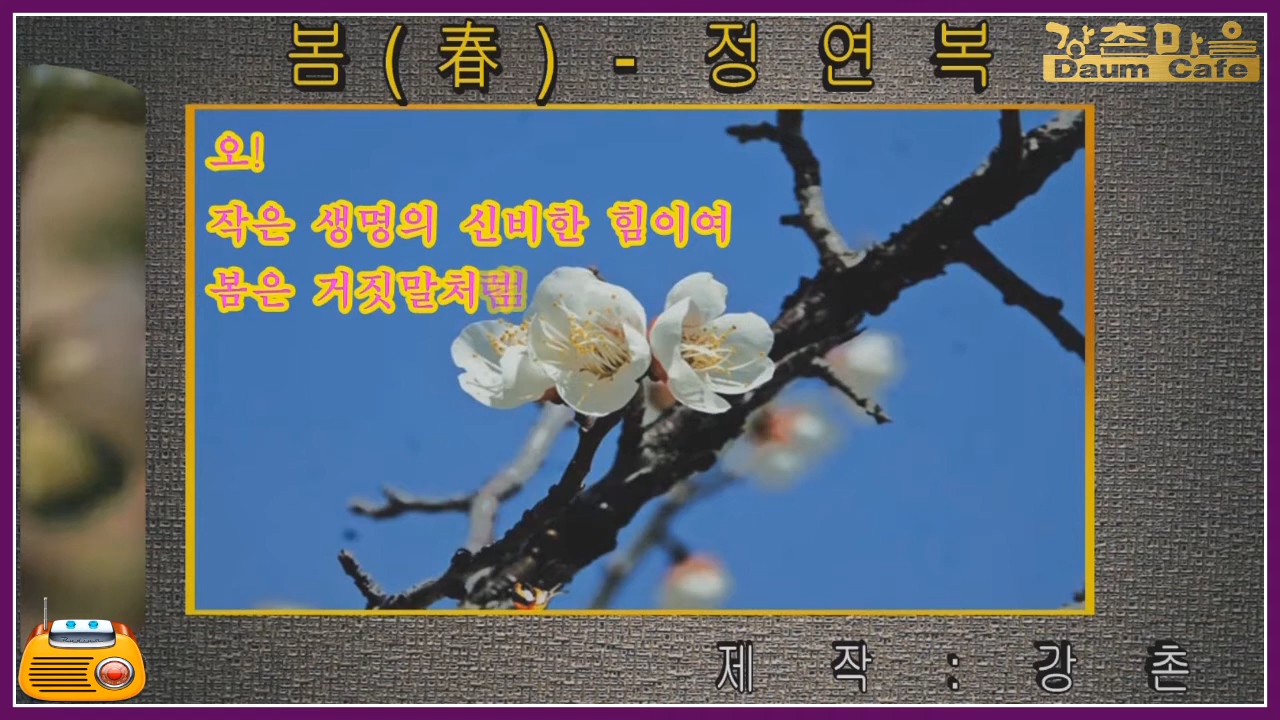 봄(春)-정연복
강촌마을
Daum Cafe
오!
작은 생명의 신비한 힘이여
봄은 거짓말처럼
제 작 : 강 촌